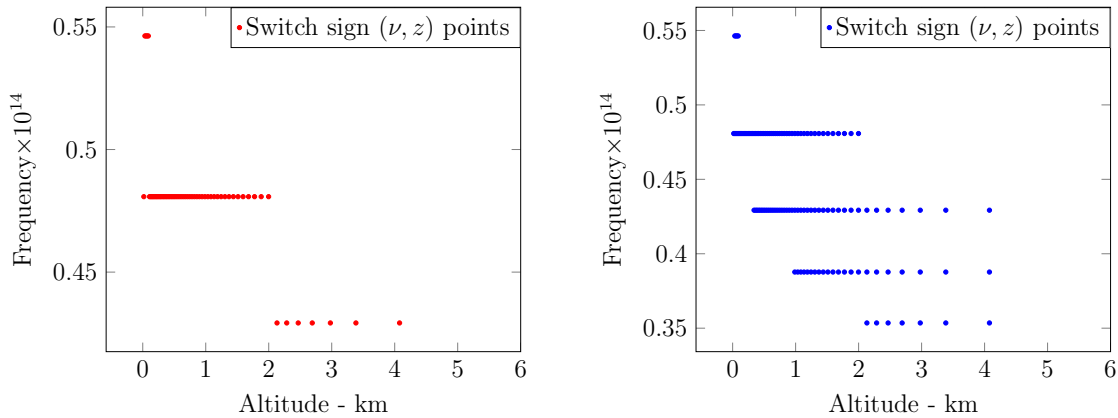 Switch sign (ν, z) points
0.55
0.5
0.45
Frequency×10^14
0 1 2 3 4 5 6
Altitude - km
Switch sign (ν, z) points
0.55
0.5
0.45
0.4
0.35
Frequency×10^14
0 1 2 3 4 5 6
Altitude - km